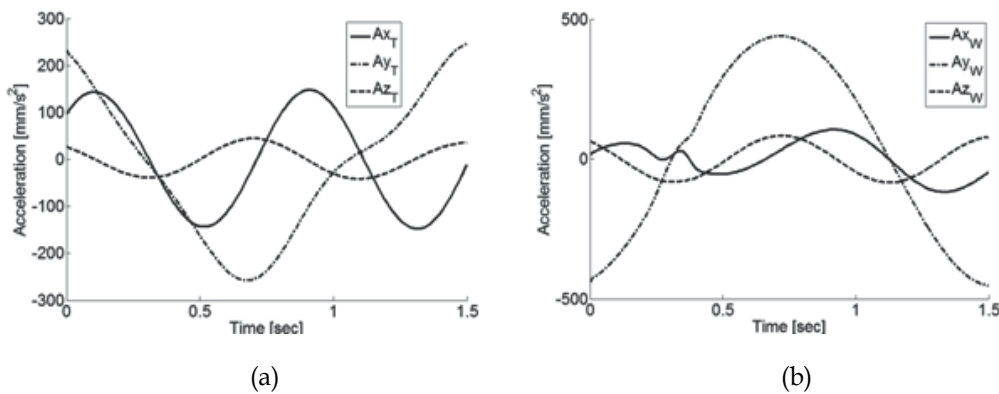 300
200
100
0
-100
-200
-300
Acceleration [mm/s²]
0
0.5
1
1.5
Time [sec]
Ax_T
Ay_T
Az_T
(a)
500
0
-500
Acceleration [mm/s²]
0
0.5
1
1.5
Time [sec]
Ax_W
Ay_W
Az_W
(b)